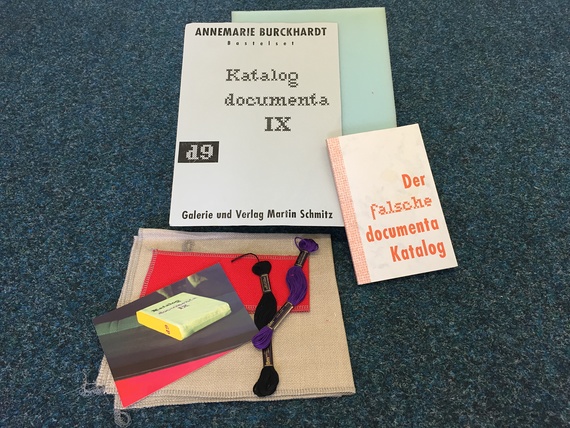 ANNEMARIE BURCKHARDT
Bastelset
Katalog
documenta
IX
d9
Galerie und Verlag Martin Schmitz
Der
falsche
documenta
Katalog